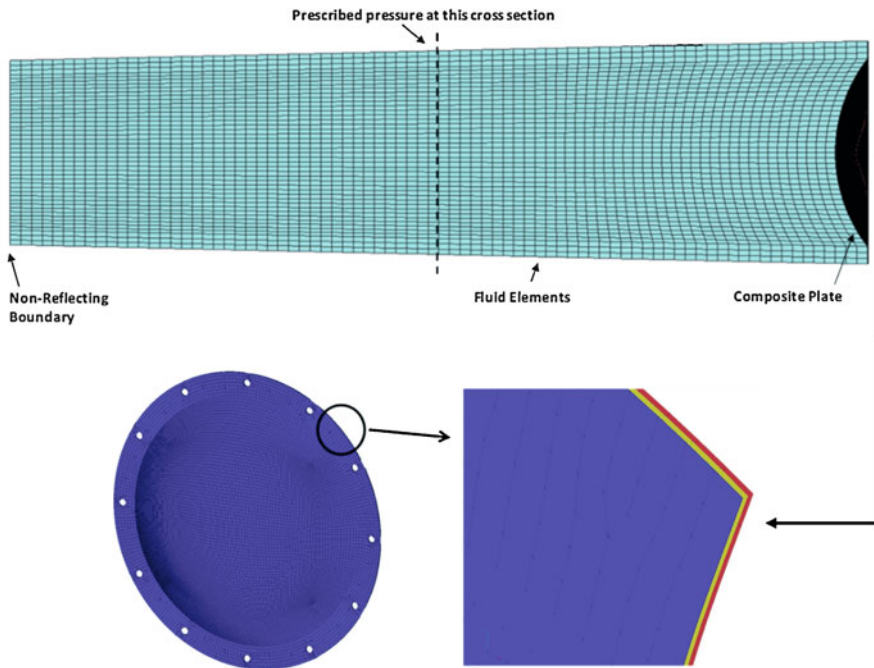 Prescribed pressure at this cross section
Non-Reflecting
Boundary
Fluid Elements
Composite Plate